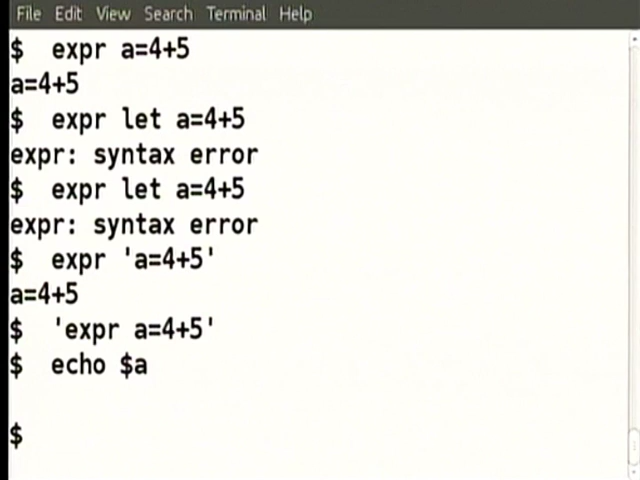 File Edit View Search Terminal Help
$ expr a=4+5
a=4+5
$ expr let a=4+5
expr: syntax error
$ expr let a=4+5
expr: syntax error
$ expr 'a=4+5'
a=4+5
$ 'expr a=4+5'
$ echo $a
$